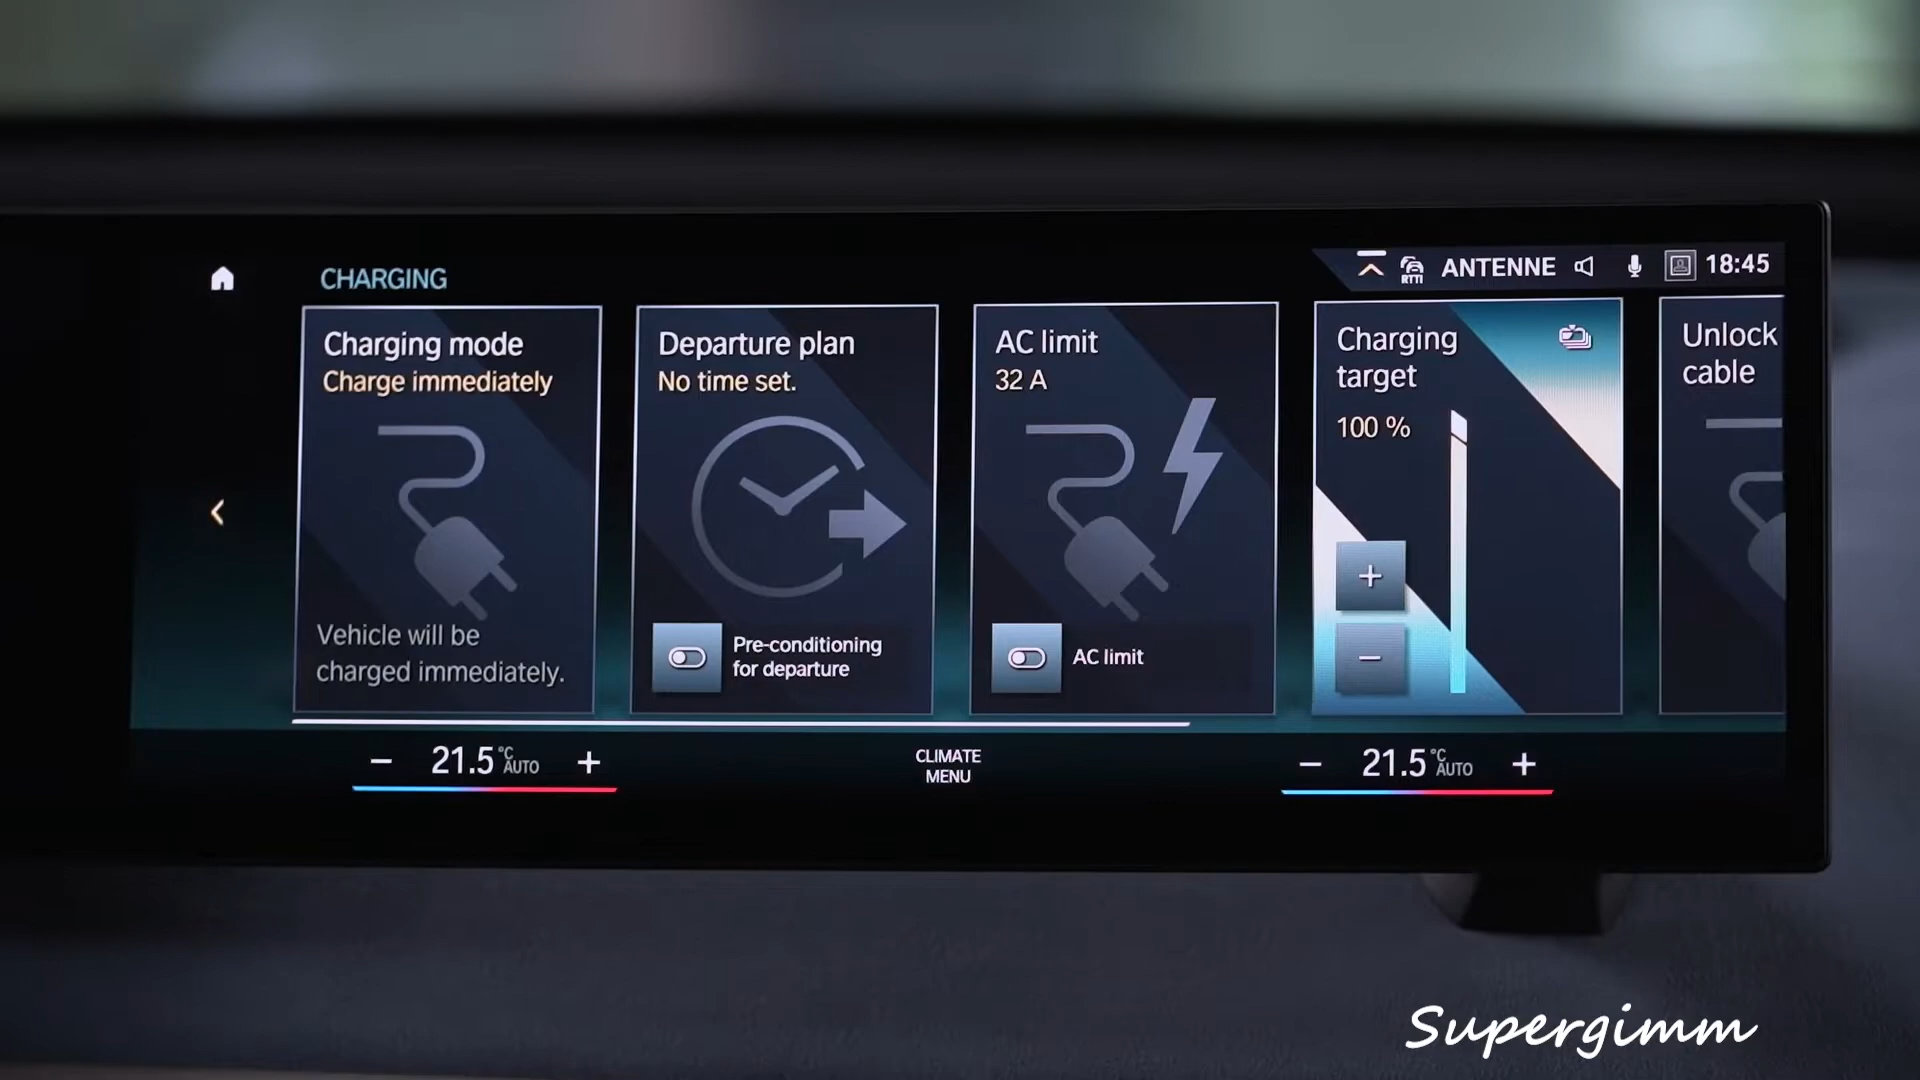 CHARGING
RTTI ANTENNE 18:45
Charging mode
Charge immediately
Vehicle will be
charged immediately.
Departure plan
No time set.
Pre-conditioning
for departure
AC limit
32 A
AC limit
Charging
target
100 %
+
−
Unlock
cable
− 21.5 °C AUTO +
CLIMATE
MENU
− 21.5 °C AUTO +
Supergimm